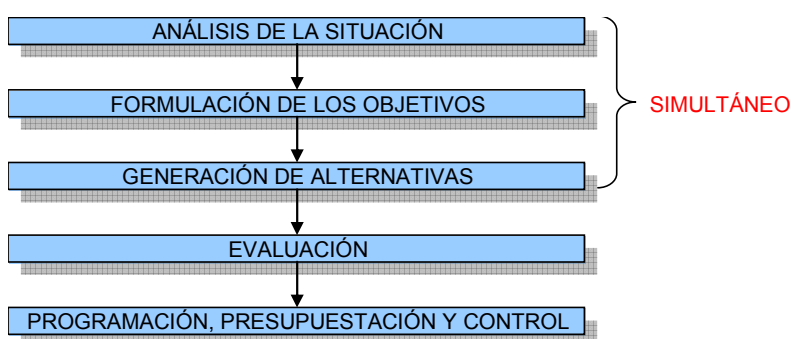 ANÁLISIS DE LA SITUACIÓN
FORMULACIÓN DE LOS OBJETIVOS
SIMULTÁNEO
GENERACIÓN DE ALTERNATIVAS
EVALUACIÓN
PROGRAMACIÓN, PRESUPUESTACIÓN Y CONTROL